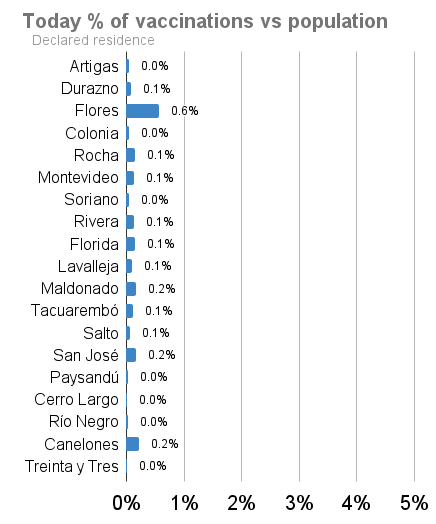 Today % of vaccinations vs population
Declared residence
Artigas 0.0%
Durazno 0.1%
Flores 0.6%
Colonia 0.0%
Rocha 0.1%
Montevideo 0.1%
Soriano 0.0%
Rivera 0.1%
Florida 0.1%
Lavalleja 0.1%
Maldonado 0.2%
Tacuarembó 0.1%
Salto 0.1%
San José 0.2%
Paysandú 0.0%
Cerro Largo 0.0%
Río Negro 0.0%
Canelones 0.2%
Treinta y Tres 0.0%
0% 1% 2% 3% 4% 5%